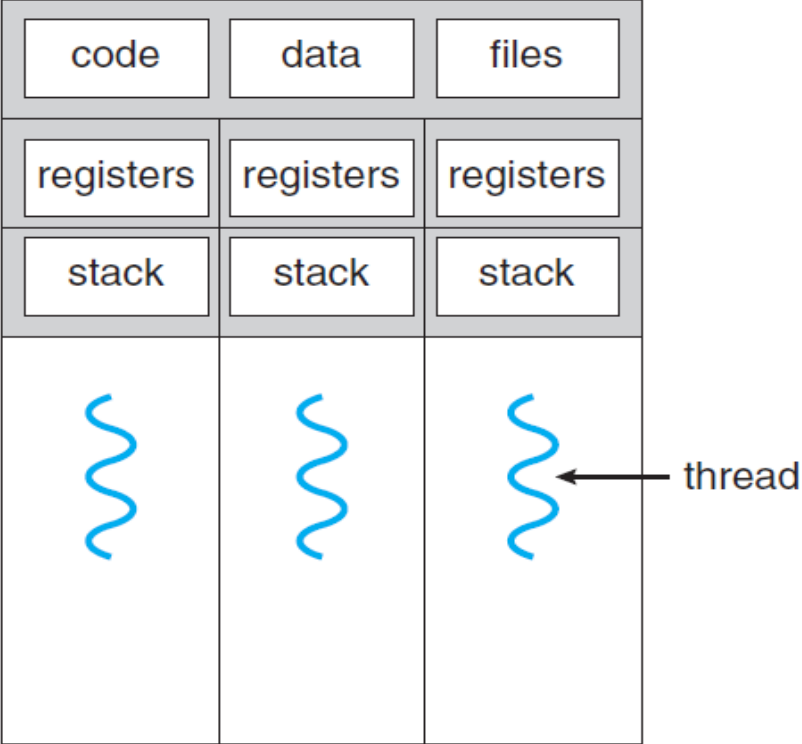 code data files
registers registers registers
stack stack stack
thread